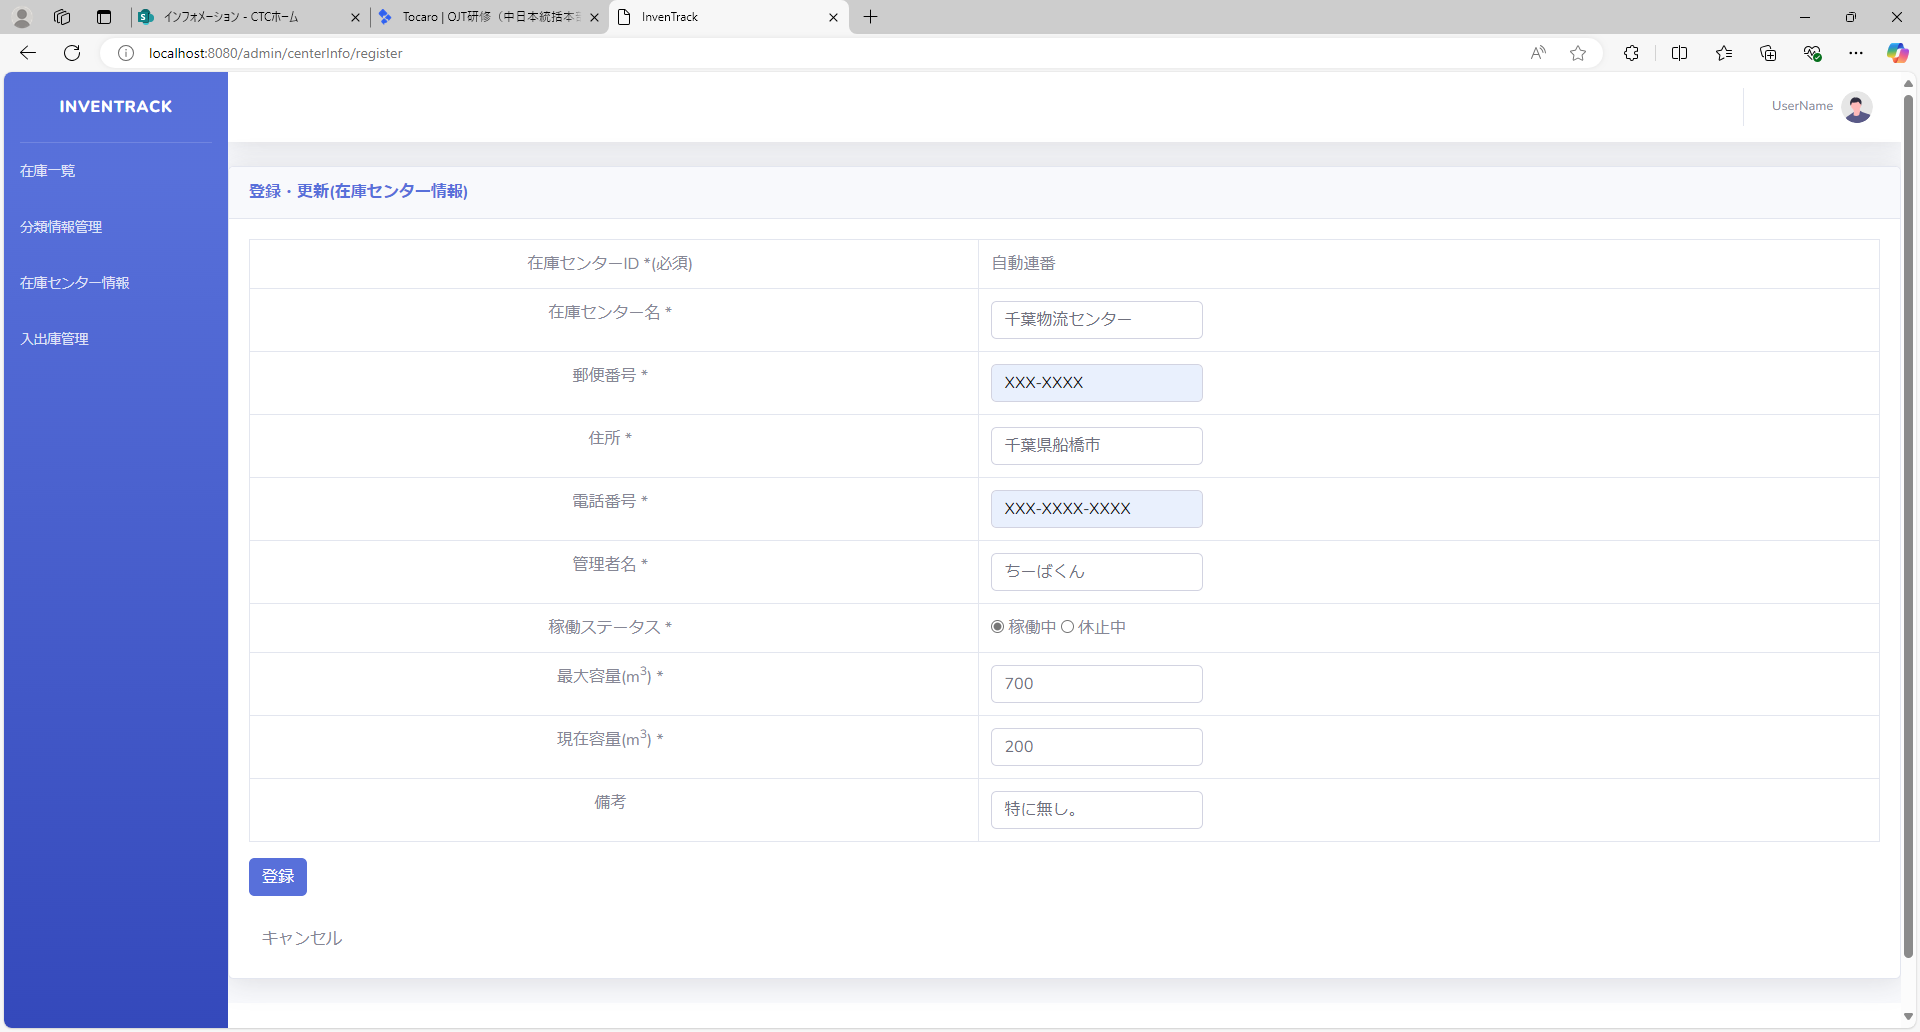 インフォメーション - CTCホーム
Tocaro | OJT研修（中日本統括本
InvenTrack
localhost:8080/admin/centerInfo/register
INVENTRACK
UserName
在庫一覧
分類情報管理
在庫センター情報
入出庫管理
登録・更新(在庫センター情報)
在庫センターID *(必須) 自動連番
在庫センター名 * 千葉物流センター
郵便番号 * XXX-XXXX
住所 * 千葉県船橋市
電話番号 * XXX-XXXX-XXXX
管理者名 * ちーばくん
稼働ステータス * 稼働中 休止中
最大容量(m³) * 700
現在容量(m³) * 200
備考 特に無し。
登録
キャンセル